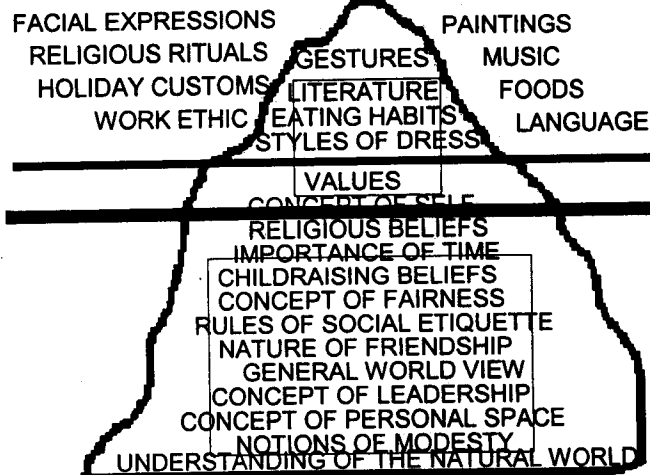 FACIAL EXPRESSIONS
RELIGIOUS RITUALS
HOLIDAY CUSTOMS
WORK ETHIC
GESTURES
LITERATURE
EATING HABITS
STYLES OF DRESS
PAINTINGS
MUSIC
FOODS
LANGUAGE
VALUES
CONCEPT OF SELF
RELIGIOUS BELIEFS
IMPORTANCE OF TIME
CHILDRAISING BELIEFS
CONCEPT OF FAIRNESS
RULES OF SOCIAL ETIQUETTE
NATURE OF FRIENDSHIP
GENERAL WORLD VIEW
CONCEPT OF LEADERSHIP
CONCEPT OF PERSONAL SPACE
NOTIONS OF MODESTY
UNDERSTANDING OF THE NATURAL WORLD